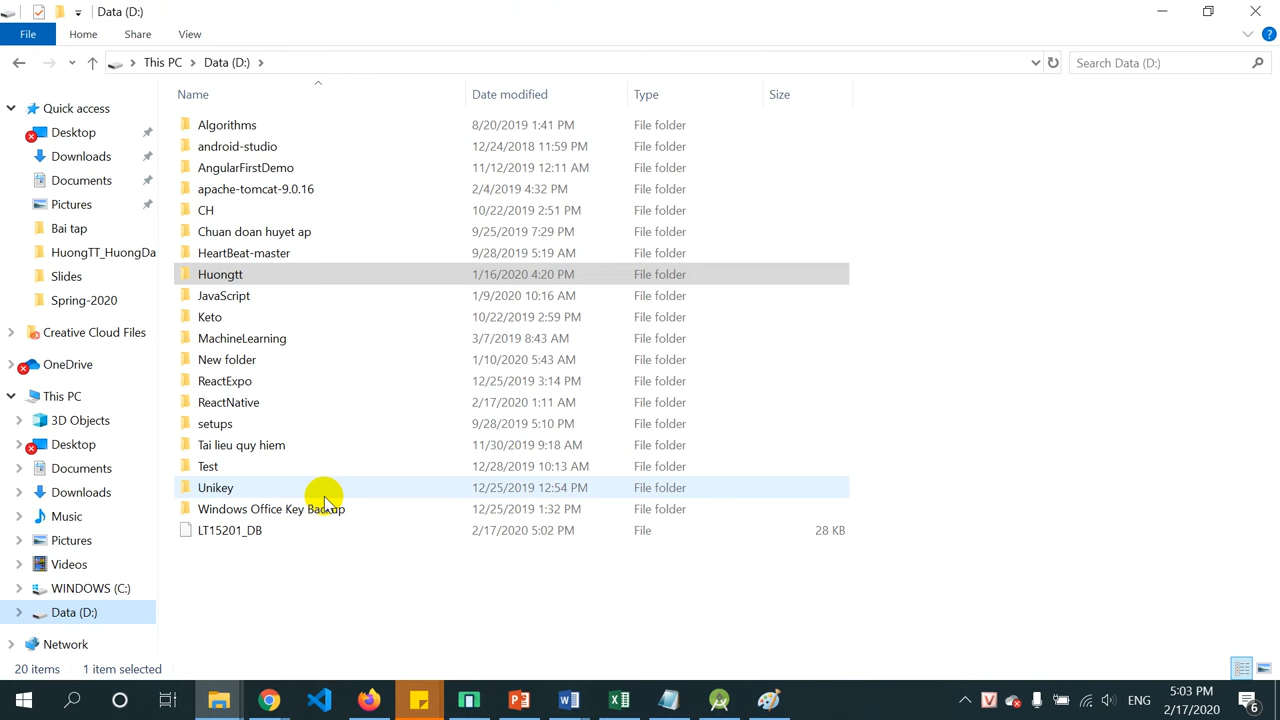 Data (D:)
File
Home
Share
View
This PC
Data (D:)
Search Data (D:)
Name
Date modified
Type
Size
Algorithms 8/20/2019 1:41 PM File folder
android-studio 12/24/2018 11:59 PM File folder
AngularFirstDemo 11/12/2019 12:11 AM File folder
apache-tomcat-9.0.16 2/4/2019 4:32 PM File folder
CH 10/22/2019 2:51 PM File folder
Chuan doan huyet ap 9/25/2019 7:29 PM File folder
HeartBeat-master 9/28/2019 5:19 AM File folder
Huongtt 1/16/2020 4:20 PM File folder
JavaScript 1/9/2020 10:16 AM File folder
Keto 10/22/2019 2:59 PM File folder
MachineLearning 3/7/2019 8:43 AM File folder
New folder 1/10/2020 5:43 AM File folder
ReactExpo 12/25/2019 3:14 PM File folder
ReactNative 2/17/2020 1:11 AM File folder
setups 9/28/2019 5:10 PM File folder
Tai lieu quy hiem 11/30/2019 9:18 AM File folder
Test 12/28/2019 10:13 AM File folder
Unikey 12/25/2019 12:54 PM File folder
Windows Office Key Backup 12/25/2019 1:32 PM File folder
LT15201_DB 2/17/2020 5:02 PM File 28 KB
Quick access
Desktop
Downloads
Documents
Pictures
Bai tap
HuongTT_HuongDa
Slides
Spring-2020
Creative Cloud Files
OneDrive
This PC
3D Objects
Desktop
Documents
Downloads
Music
Pictures
Videos
WINDOWS (C:)
Data (D:)
Network
20 items
1 item selected
ENG
5:03 PM
2/17/2020
6